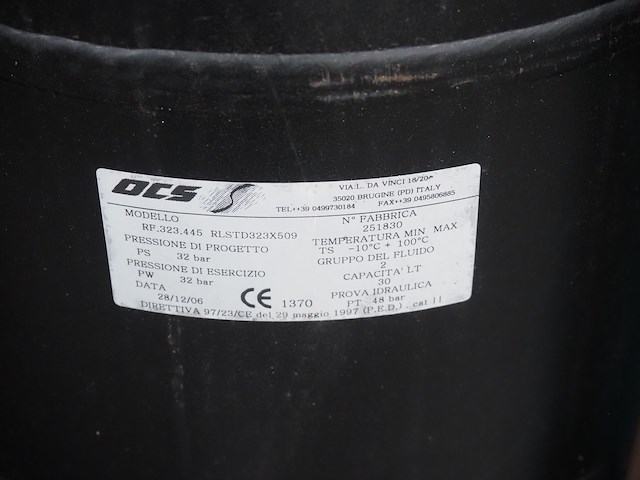 OCS
VIA L. DA VINCI 18/20
35020 BRUGINE (PD) ITALY
TEL++39 0499730184 FAX++39 0495806885
MODELLO
RF.323.445 RLSTD323X509
PRESSIONE DI PROGETTO
PS 32 bar
PRESSIONE DI ESERCIZIO
PW 32 bar
DATA
28/12/06
CE 1370
N° FABBRICA
251830
TEMPERATURA MIN MAX
TS -10°C + 100°C
GRUPPO DEL FLUIDO
2
CAPACITA' LT
30
PROVA IDRAULICA
PT 48 bar
DIRETTIVA 97/23/CE del 29 maggio 1997 (P.E.D.) cat II